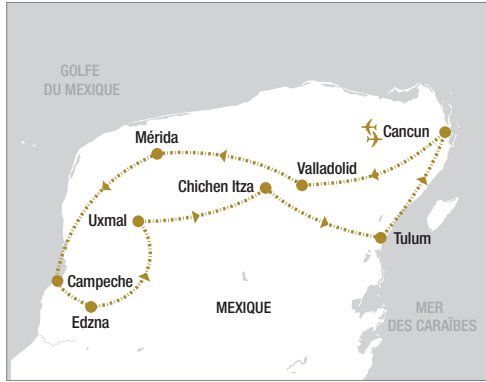 GOLFE
DU MEXIQUE
Mérida
Cancun
Valladolid
Chichen Itza
Uxmal
Tulum
Campeche
Edzna
MEXIQUE
MER
DES CARAÏBES